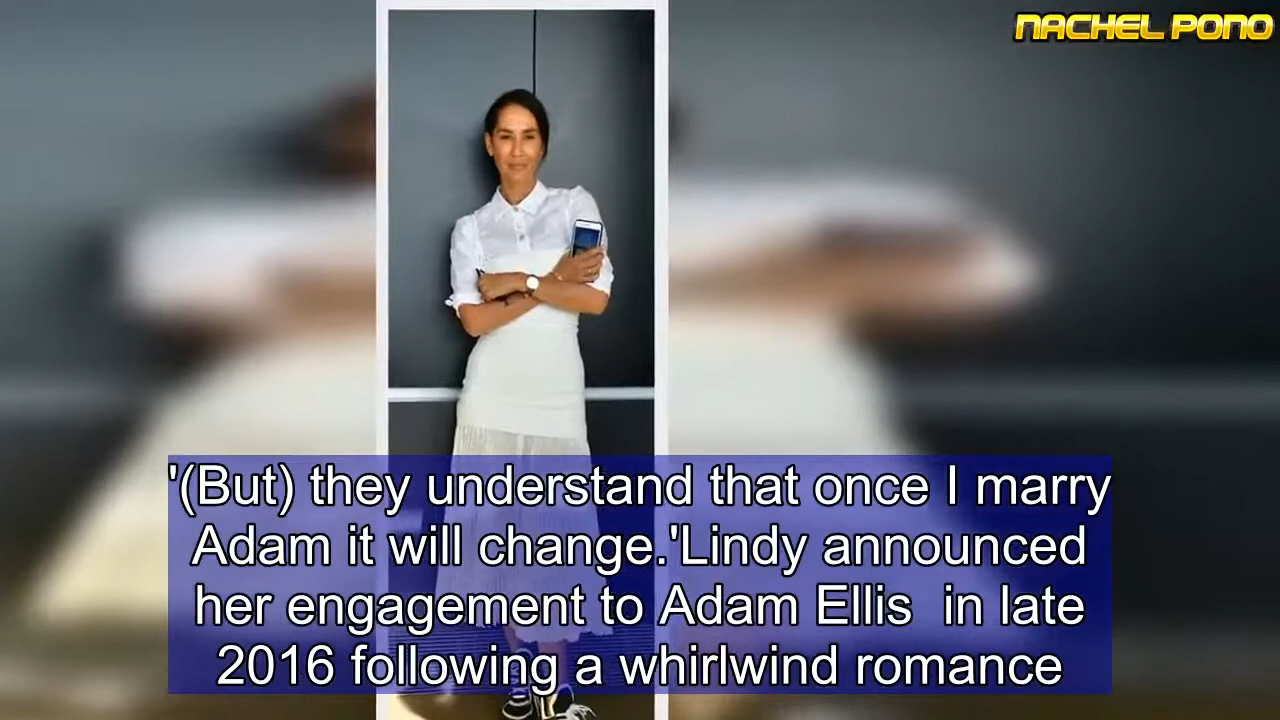 NACHEL PONO
'(But) they understand that once I marry
Adam it will change.'Lindy announced
her engagement to Adam Ellis  in late
2016 following a whirlwind romance